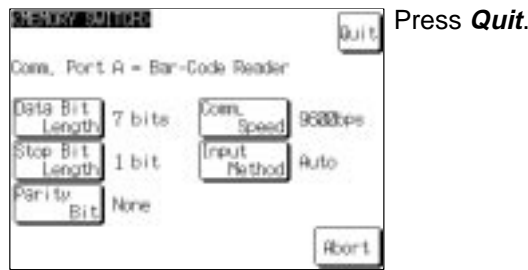 <MEMORY SWITCH>
Quit
Press Quit.
Comm. Port A = Bar-Code Reader
Data Bit Length 7 bits
Comm. Speed 9600bps
Stop Bit Length 1 bit
Input Method Auto
Parity Bit None
Abort